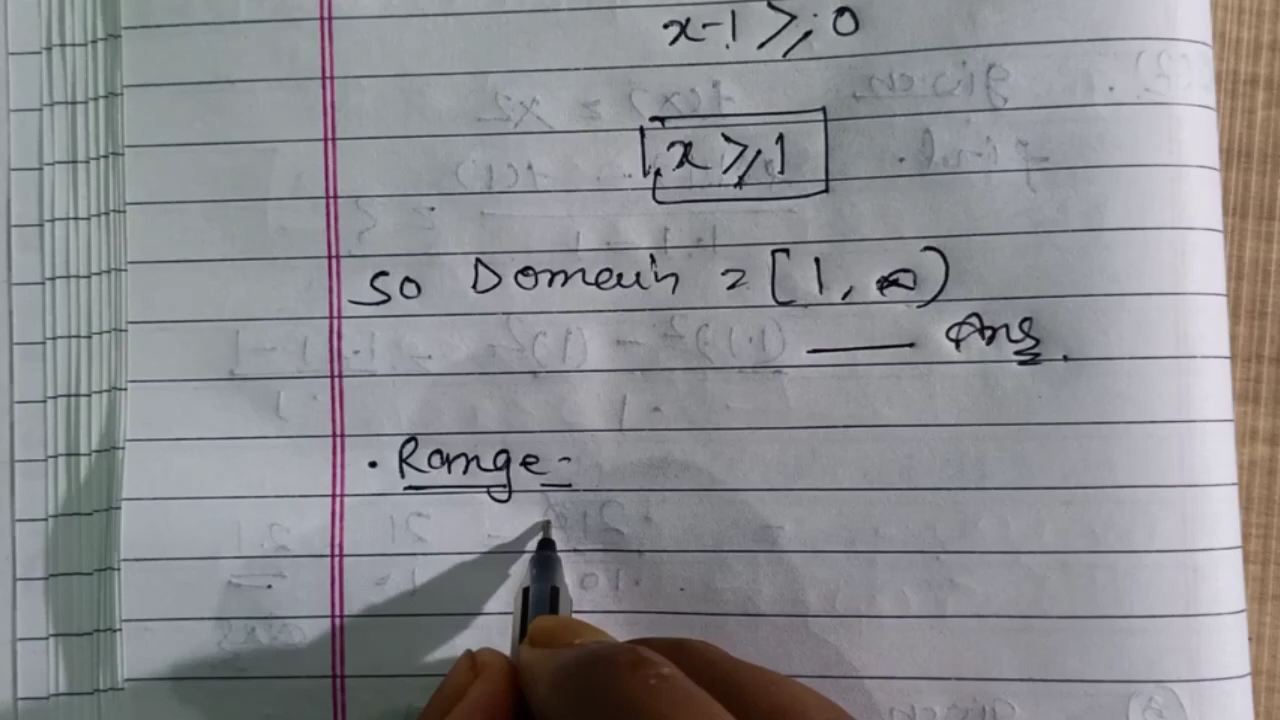 x-1 ≥ 0
x ≥ 1
SO Domain = [1, ∞)
Ans.
. Range-